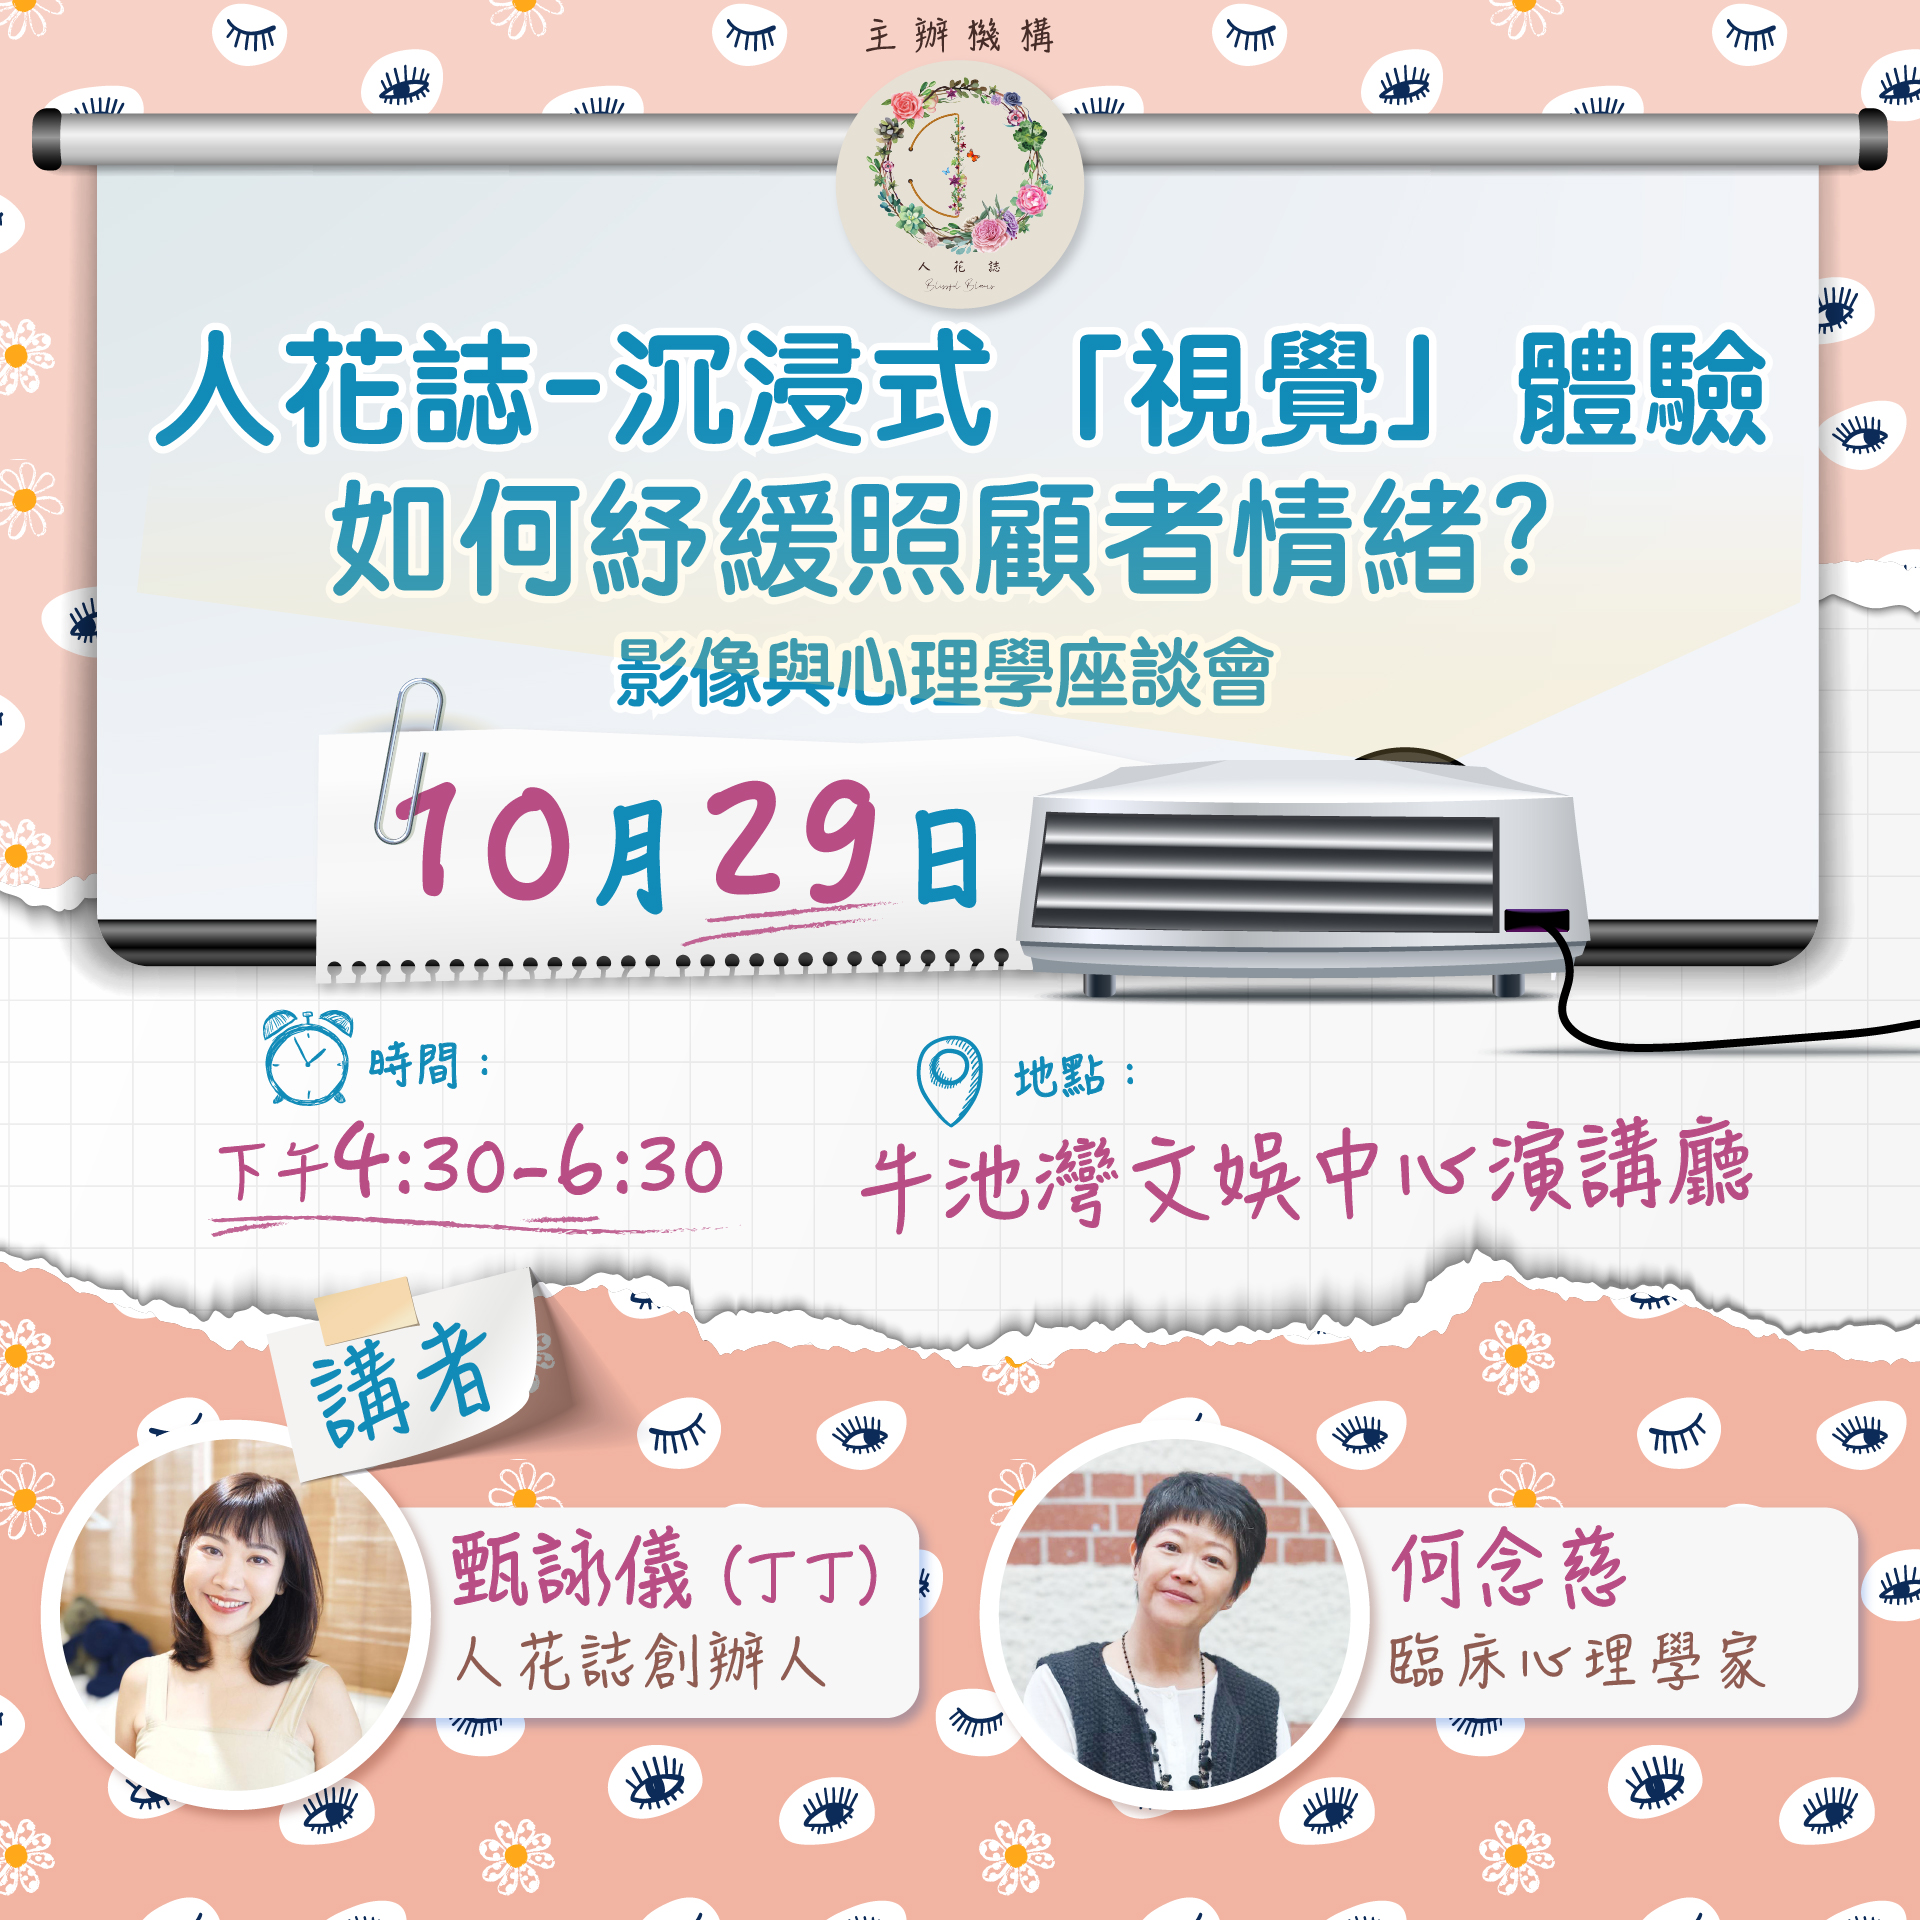 主辦機構
人花誌
Blissful Blooms
人花誌-沉浸式「視覺」體驗
如何紓緩照顧者情緒?
影像與心理學座談會
10月29日
時間：
下午4:30-6:30
地點：
牛池灣文娛中心演講廳
講者
甄詠儀（丁丁）
人花誌創辦人
何念慈
臨床心理學家